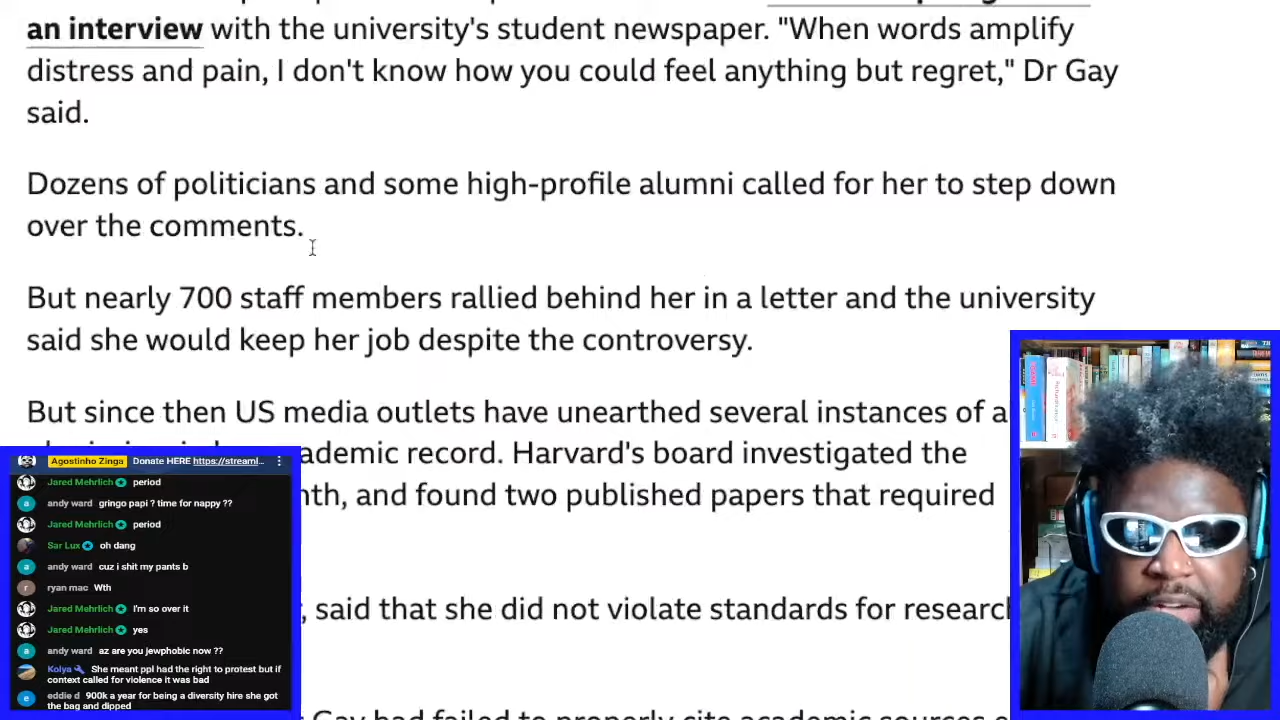 an interview with the university's student newspaper. "When words amplify
distress and pain, I don't know how you could feel anything but regret," Dr Gay
said.
Dozens of politicians and some high-profile alumni called for her to step down
over the comments.
But nearly 700 staff members rallied behind her in a letter and the university
said she would keep her job despite the controversy.
But since then US media outlets have unearthed several instances of a
ademic record. Harvard's board investigated the
nth, and found two published papers that required
, said that she did not violate standards for research
Gay had failed to properly cite academic sources
Agostinho Zinga Donate HERE https://streaml...
Jared Mehrlich period
andy ward gringo papi ? time for nappy ??
Jared Mehrlich period
Sar Lux oh dang
andy ward cuz i shit my pants b
ryan mac Wth
Jared Mehrlich I'm so over it
Jared Mehrlich yes
andy ward az are you jewphobic now ??
Kolya She meant ppl had the right to protest but if
context called for violence it was bad
eddie d 900k a year for being a diversity hire she got
the bag and dipped